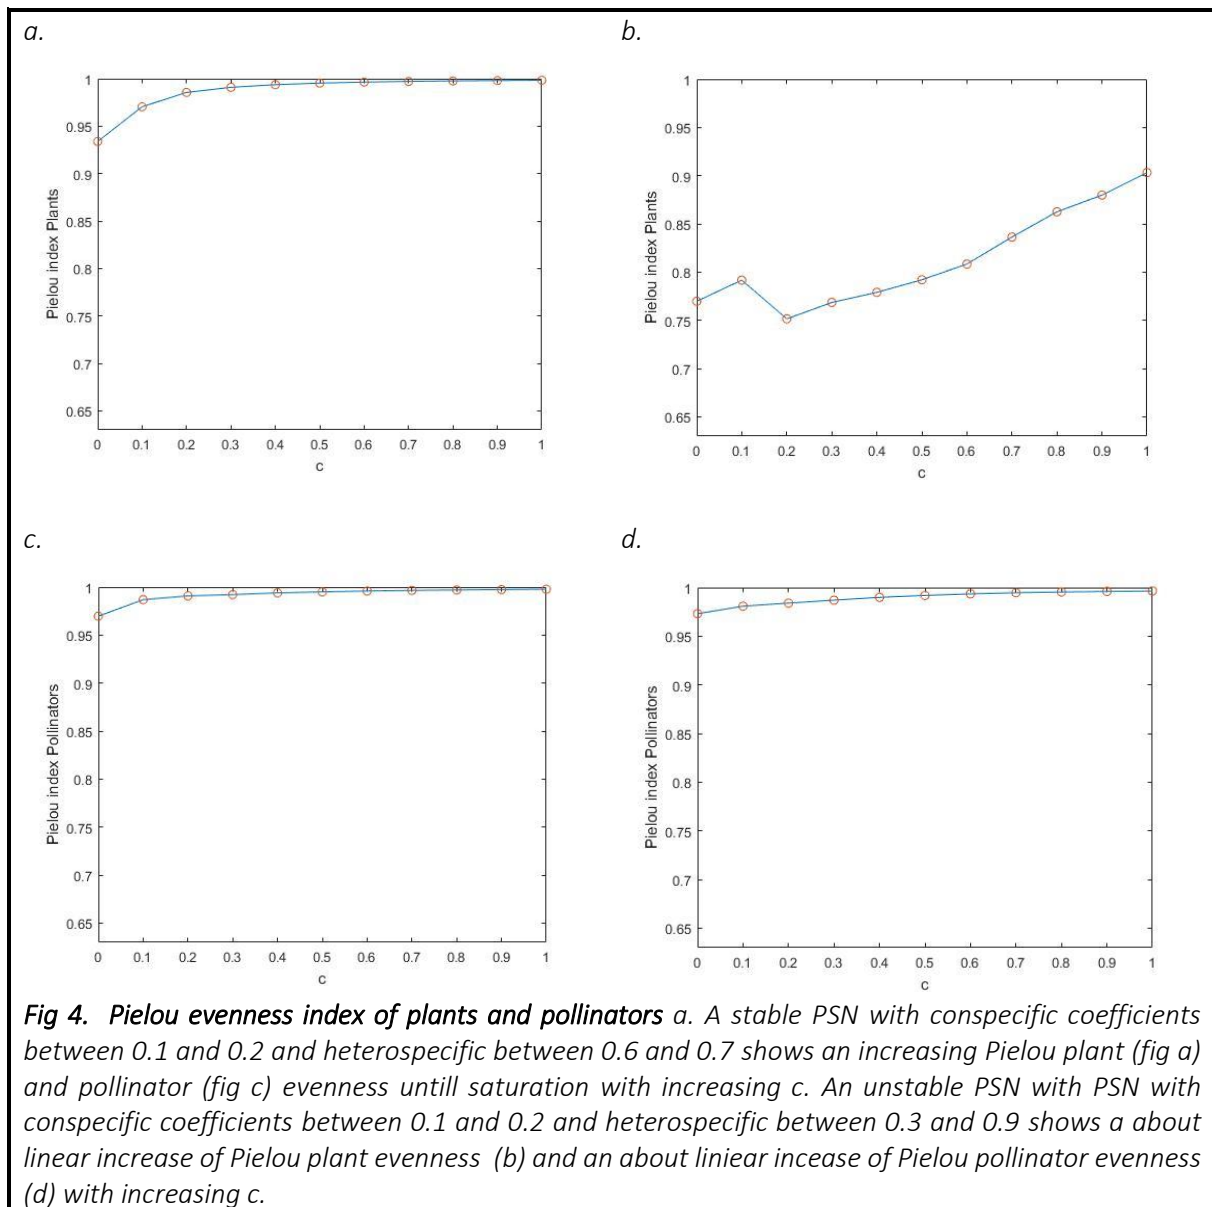 a.
b.
1
0.95
0.9
0.85
0.8
0.75
0.7
0.65
Pielou index Plants
0 0.1 0.2 0.3 0.4 0.5 0.6 0.7 0.8 0.9 1
c
1
0.95
0.9
0.85
0.8
0.75
0.7
0.65
Pielou index Plants
0 0.1 0.2 0.3 0.4 0.5 0.6 0.7 0.8 0.9 1
c
c.
d.
1
0.95
0.9
0.85
0.8
0.75
0.7
0.65
Pielou index Pollinators
0 0.1 0.2 0.3 0.4 0.5 0.6 0.7 0.8 0.9 1
c
1
0.95
0.9
0.85
0.8
0.75
0.7
0.65
Pielou index Pollinators
0 0.1 0.2 0.3 0.4 0.5 0.6 0.7 0.8 0.9 1
c
Fig 4. Pielou evenness index of plants and pollinators a. A stable PSN with conspecific coefficients
between 0.1 and 0.2 and heterospecific between 0.6 and 0.7 shows an increasing Pielou plant (fig a)
and pollinator (fig c) evenness untill saturation with increasing c. An unstable PSN with PSN with
conspecific coefficients between 0.1 and 0.2 and heterospecific between 0.3 and 0.9 shows a about
linear increase of Pielou plant evenness (b) and an about liniear incease of Pielou pollinator evenness
(d) with increasing c.